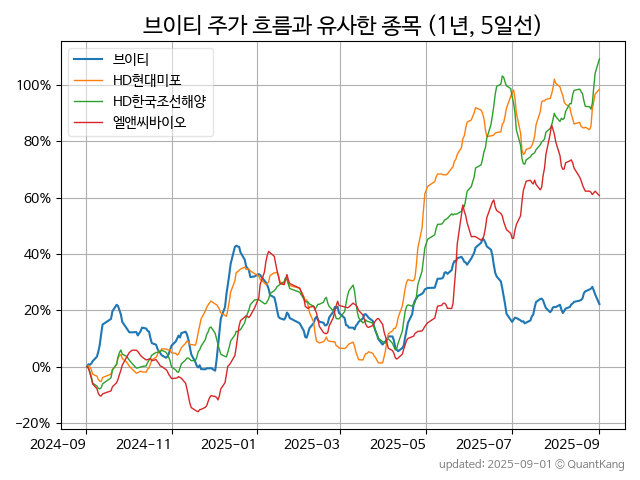 브이티 주가 흐름과 유사한 종목 (1년, 5일선)
브이티
HD현대미포
HD한국조선해양
엘앤씨바이오
100%
80%
60%
40%
20%
0%
−20%
2024-09 2024-11 2025-01 2025-03 2025-05 2025-07 2025-09
updated: 2025-09-01 © QuantKang